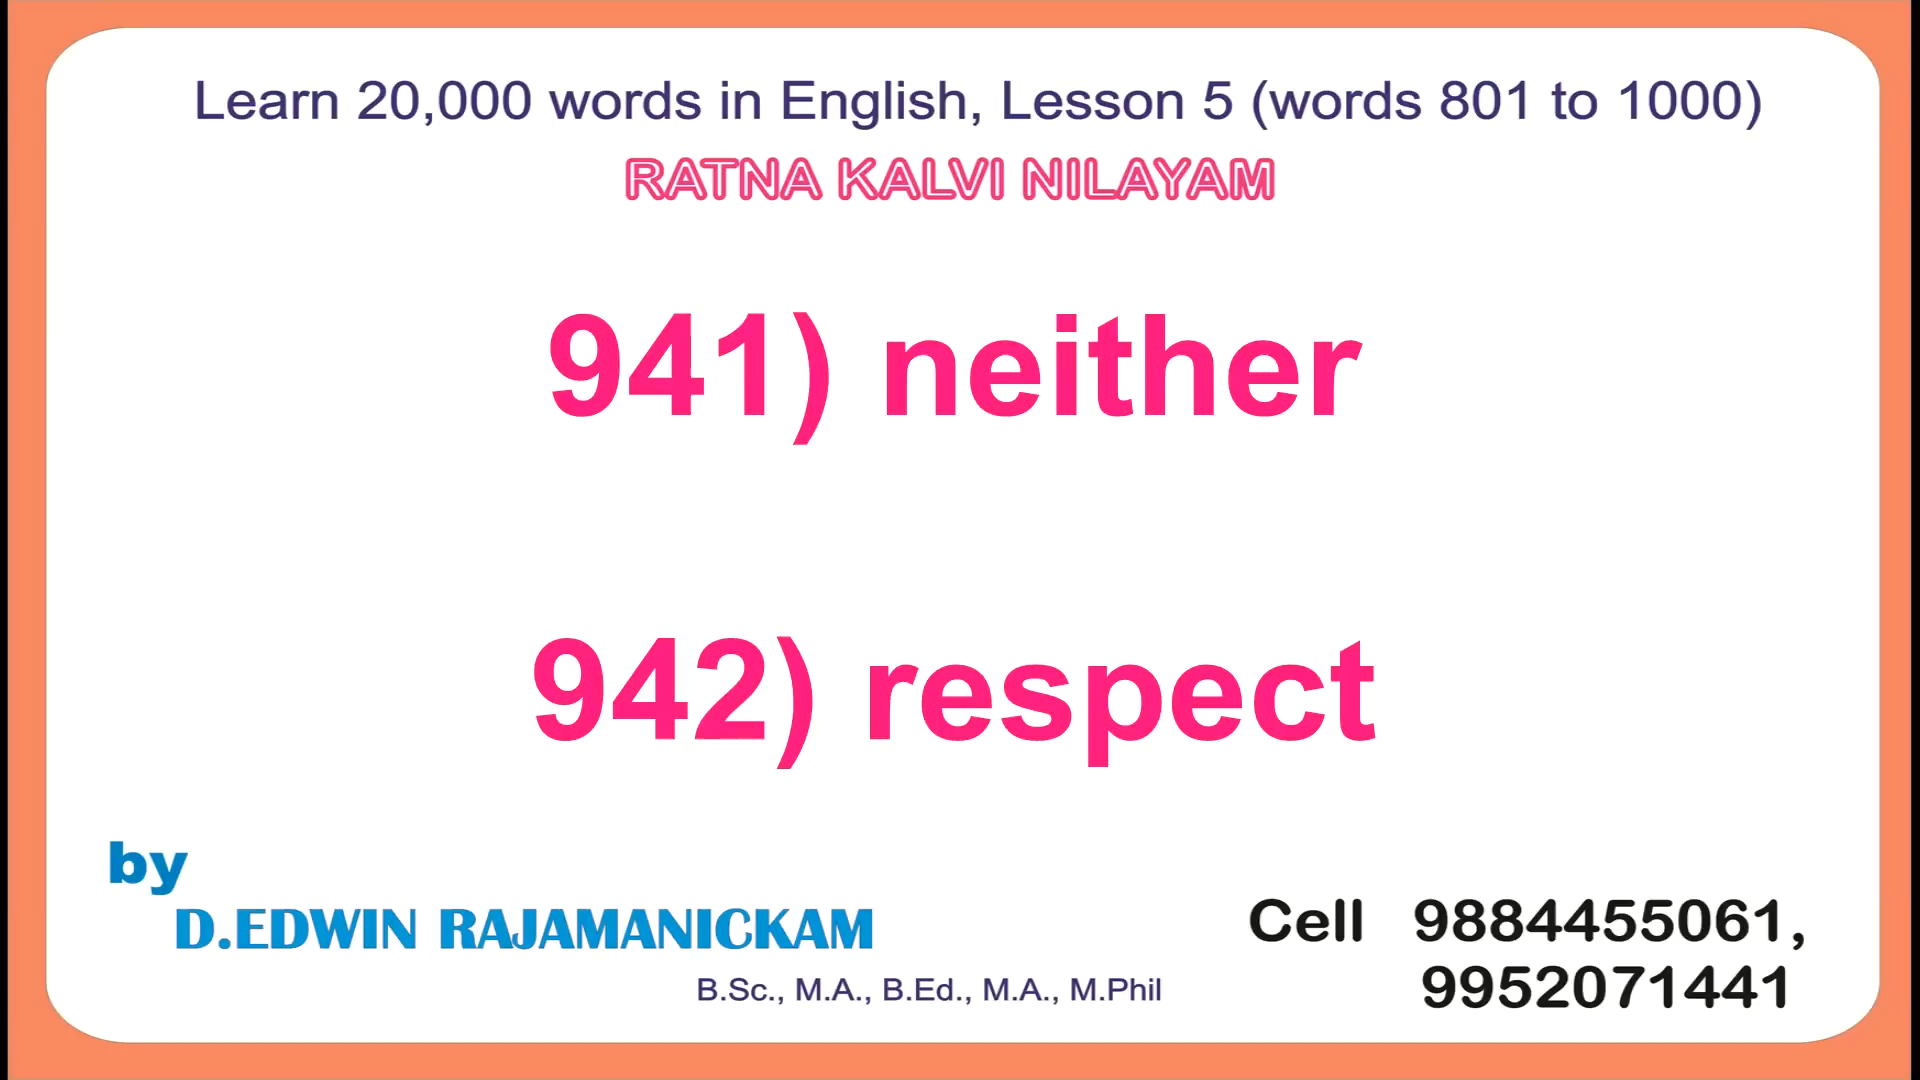 Learn 20,000 words in English, Lesson 5 (words 801 to 1000)
RATNA KALVI NILAYAM
941) neither
942) respect
by
D.EDWIN RAJAMANICKAM
B.Sc., M.A., B.Ed., M.A., M.Phil
Cell 9884455061,
9952071441